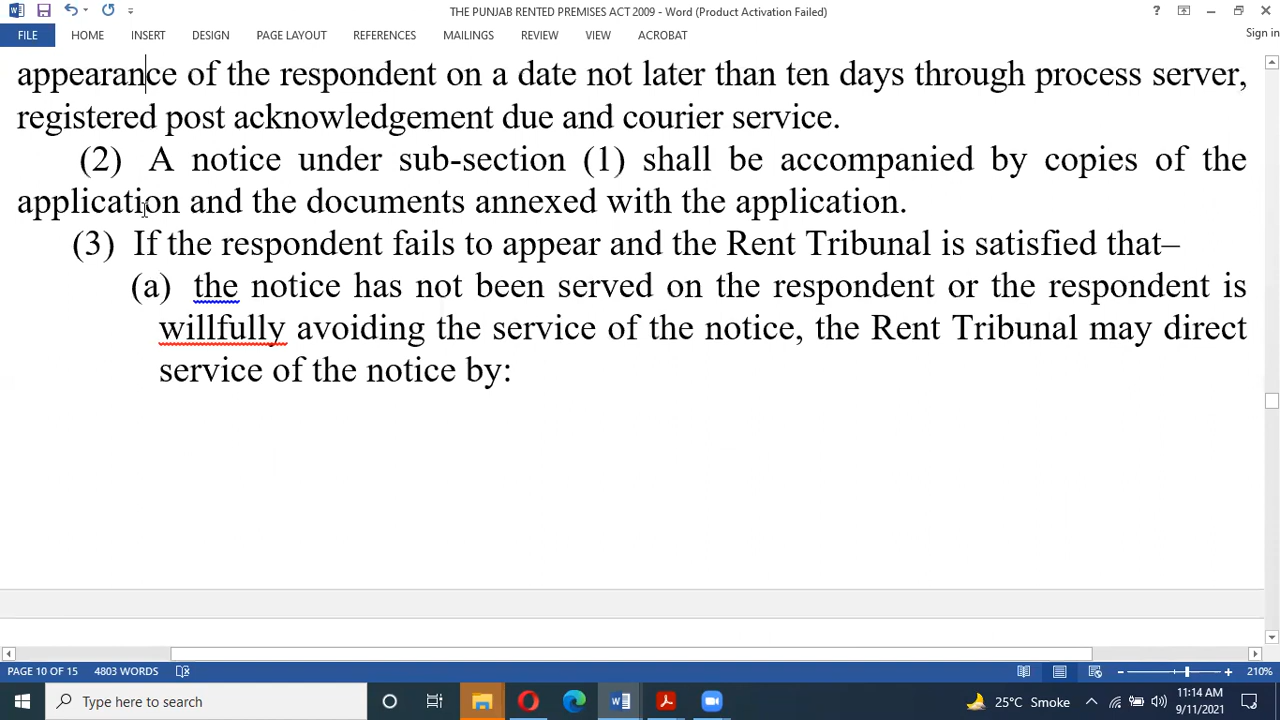 THE PUNJAB RENTED PREMISES ACT 2009 - Word (Product Activation Failed)
?
FILE HOME INSERT DESIGN PAGE LAYOUT REFERENCES MAILINGS REVIEW VIEW ACROBAT Sign in
appearance of the respondent on a date not later than ten days through process server,
registered post acknowledgement due and courier service.
(2) A notice under sub-section (1) shall be accompanied by copies of the
application and the documents annexed with the application.
(3) If the respondent fails to appear and the Rent Tribunal is satisfied that–
(a) the notice has not been served on the respondent or the respondent is
willfully avoiding the service of the notice, the Rent Tribunal may direct
service of the notice by:
PAGE 10 OF 15 4803 WORDS 210%
Type here to search 25°C Smoke 11:14 AM
9/11/2021